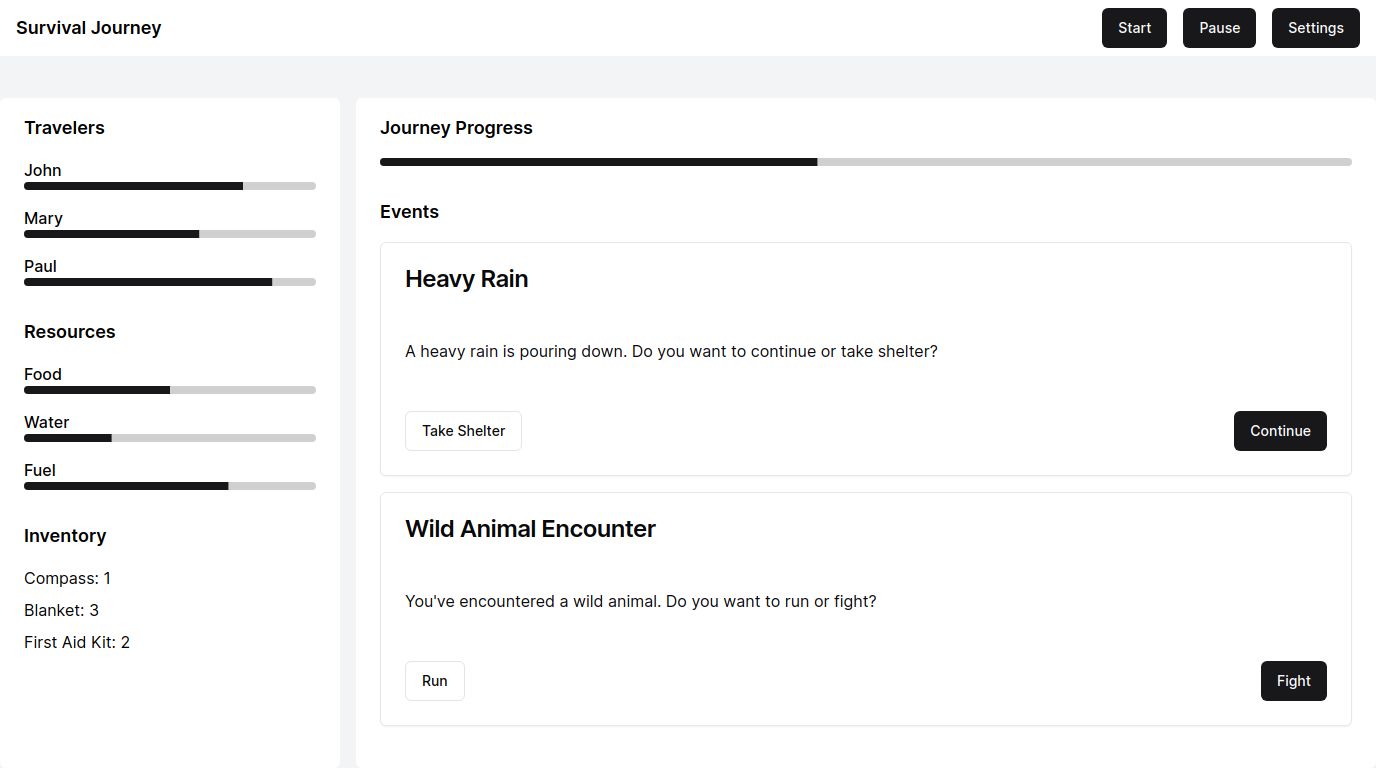 Survival Journey
Start
Pause
Settings
Travelers
John
Mary
Paul
Resources
Food
Water
Fuel
Inventory
Compass: 1
Blanket: 3
First Aid Kit: 2
Journey Progress
Events
Heavy Rain
A heavy rain is pouring down. Do you want to continue or take shelter?
Take Shelter
Continue
Wild Animal Encounter
You've encountered a wild animal. Do you want to run or fight?
Run
Fight